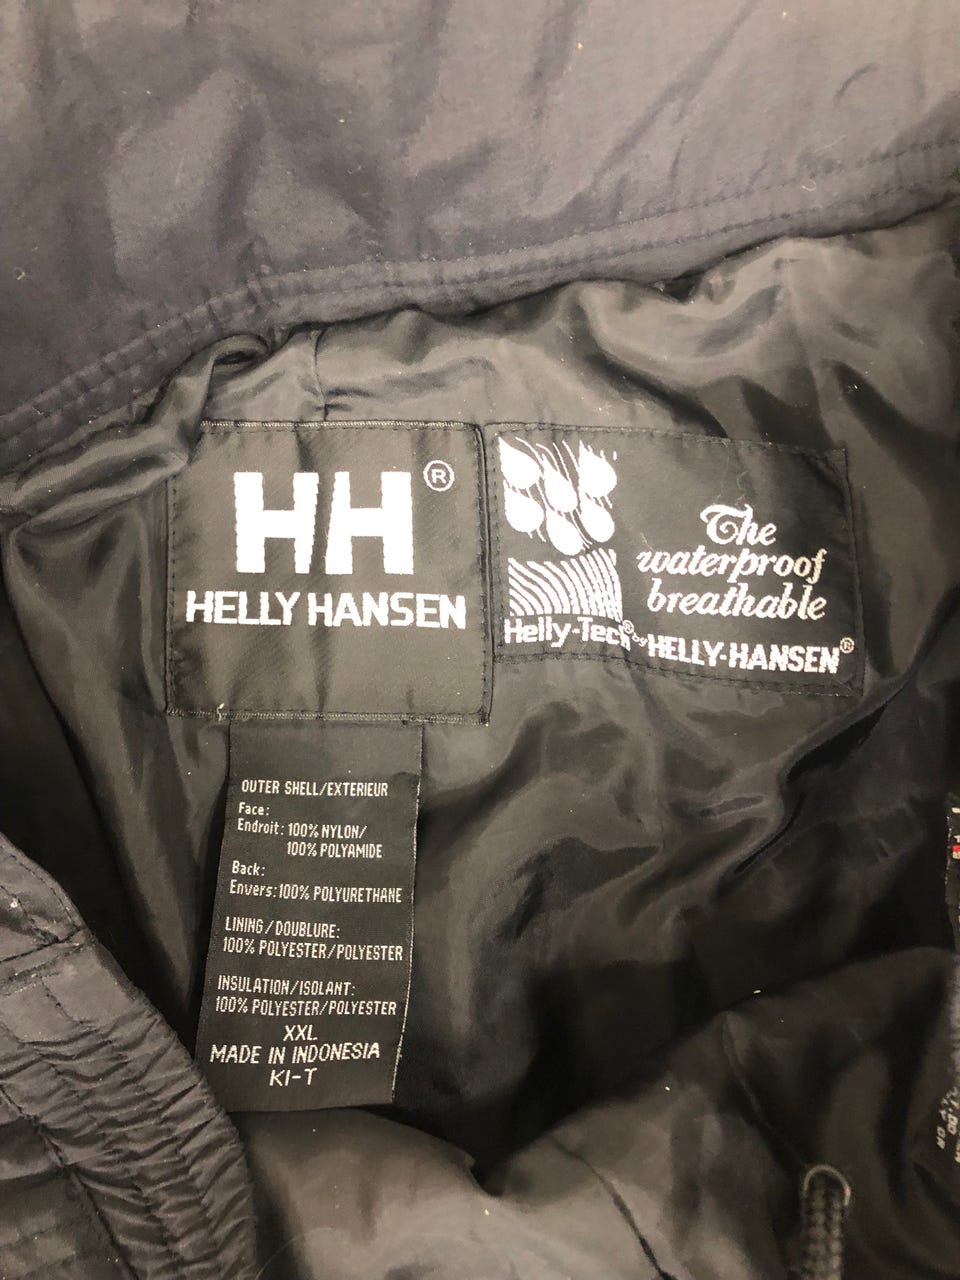 HH®
HELLY HANSEN
The
waterproof
breathable
Helly-Tech® by HELLY-HANSEN®
OUTER SHELL/EXTERIEUR
Face:
Endroit: 100% NYLON/
100% POLYAMIDE
Back:
Envers: 100% POLYURETHANE
LINING/DOUBLURE:
100% POLYESTER/POLYESTER
INSULATION/ISOLANT:
100% POLYESTER/POLYESTER
XXL
MADE IN INDONESIA
KI-T